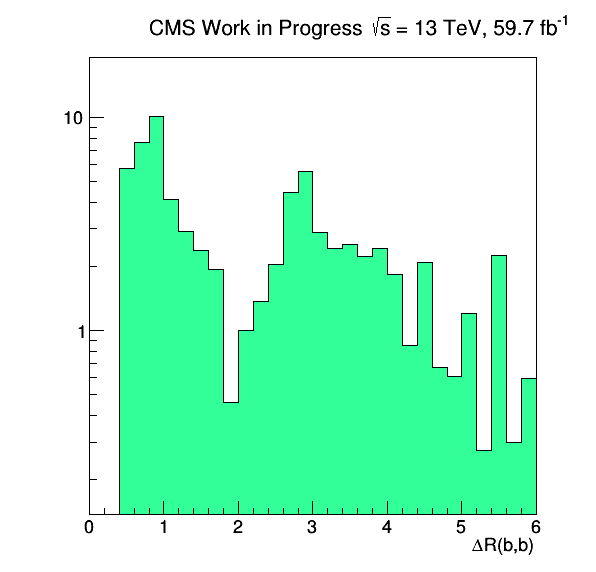 CMS Work in Progress √s = 13 TeV, 59.7 fb⁻¹
10
1
0 1 2 3 4 5 6
ΔR(b,b)